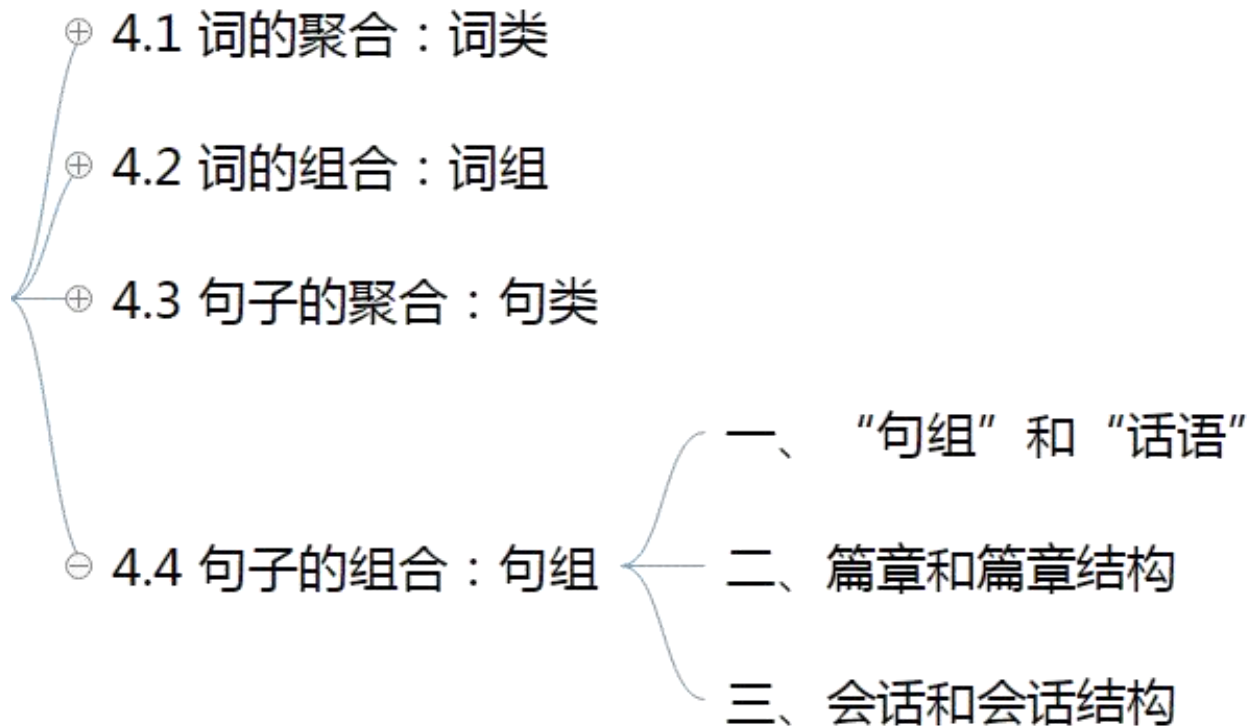 4.1 词的聚合：词类
4.2 词的组合：词组
4.3 句子的聚合：句类
4.4 句子的组合：句组
一、“句组”和“话语”
二、篇章和篇章结构
三、会话和会话结构